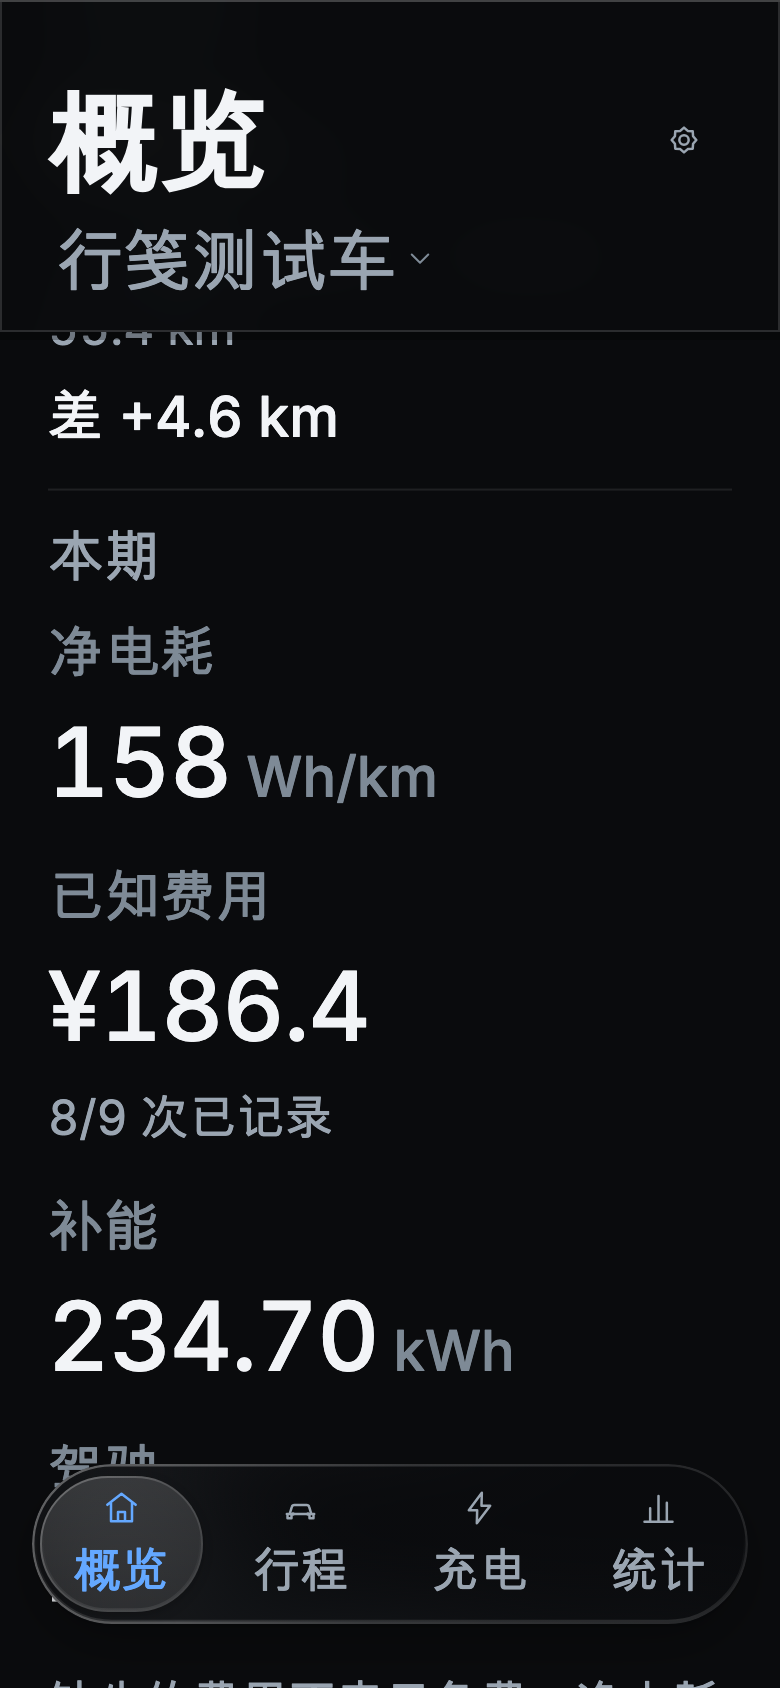 概览
行笺测试车
差 +4.6 km
本期
净电耗
158 Wh/km
已知费用
¥186.4
8/9 次已记录
补能
234.70 kWh
驾驶
概览
行程
充电
统计